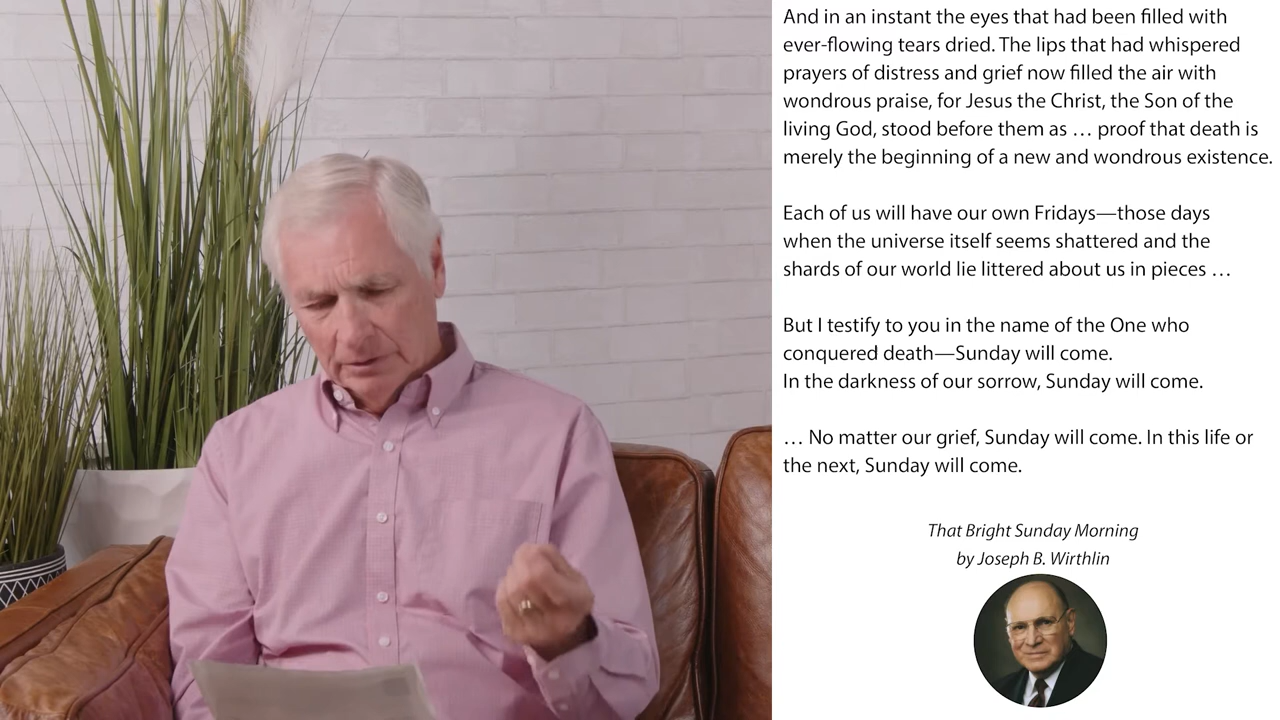 And in an instant the eyes that had been filled with
ever-flowing tears dried. The lips that had whispered
prayers of distress and grief now filled the air with
wondrous praise, for Jesus the Christ, the Son of the
living God, stood before them as … proof that death is
merely the beginning of a new and wondrous existence.
Each of us will have our own Fridays—those days
when the universe itself seems shattered and the
shards of our world lie littered about us in pieces …
But I testify to you in the name of the One who
conquered death—Sunday will come.
In the darkness of our sorrow, Sunday will come.
… No matter our grief, Sunday will come. In this life or
the next, Sunday will come.
That Bright Sunday Morning
by Joseph B. Wirthlin